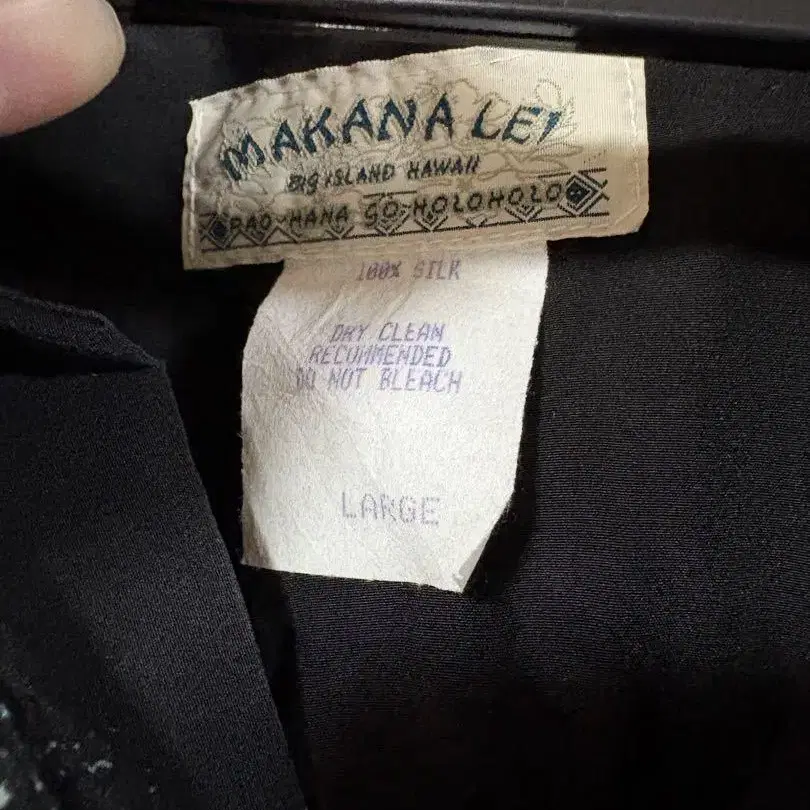 MAKANA LEI
BIG ISLAND HAWAII
PAO-HANA GO-HOLOHOLO
100% SILK
DRY CLEAN
RECOMMENDED
DO NOT BLEACH
LARGE